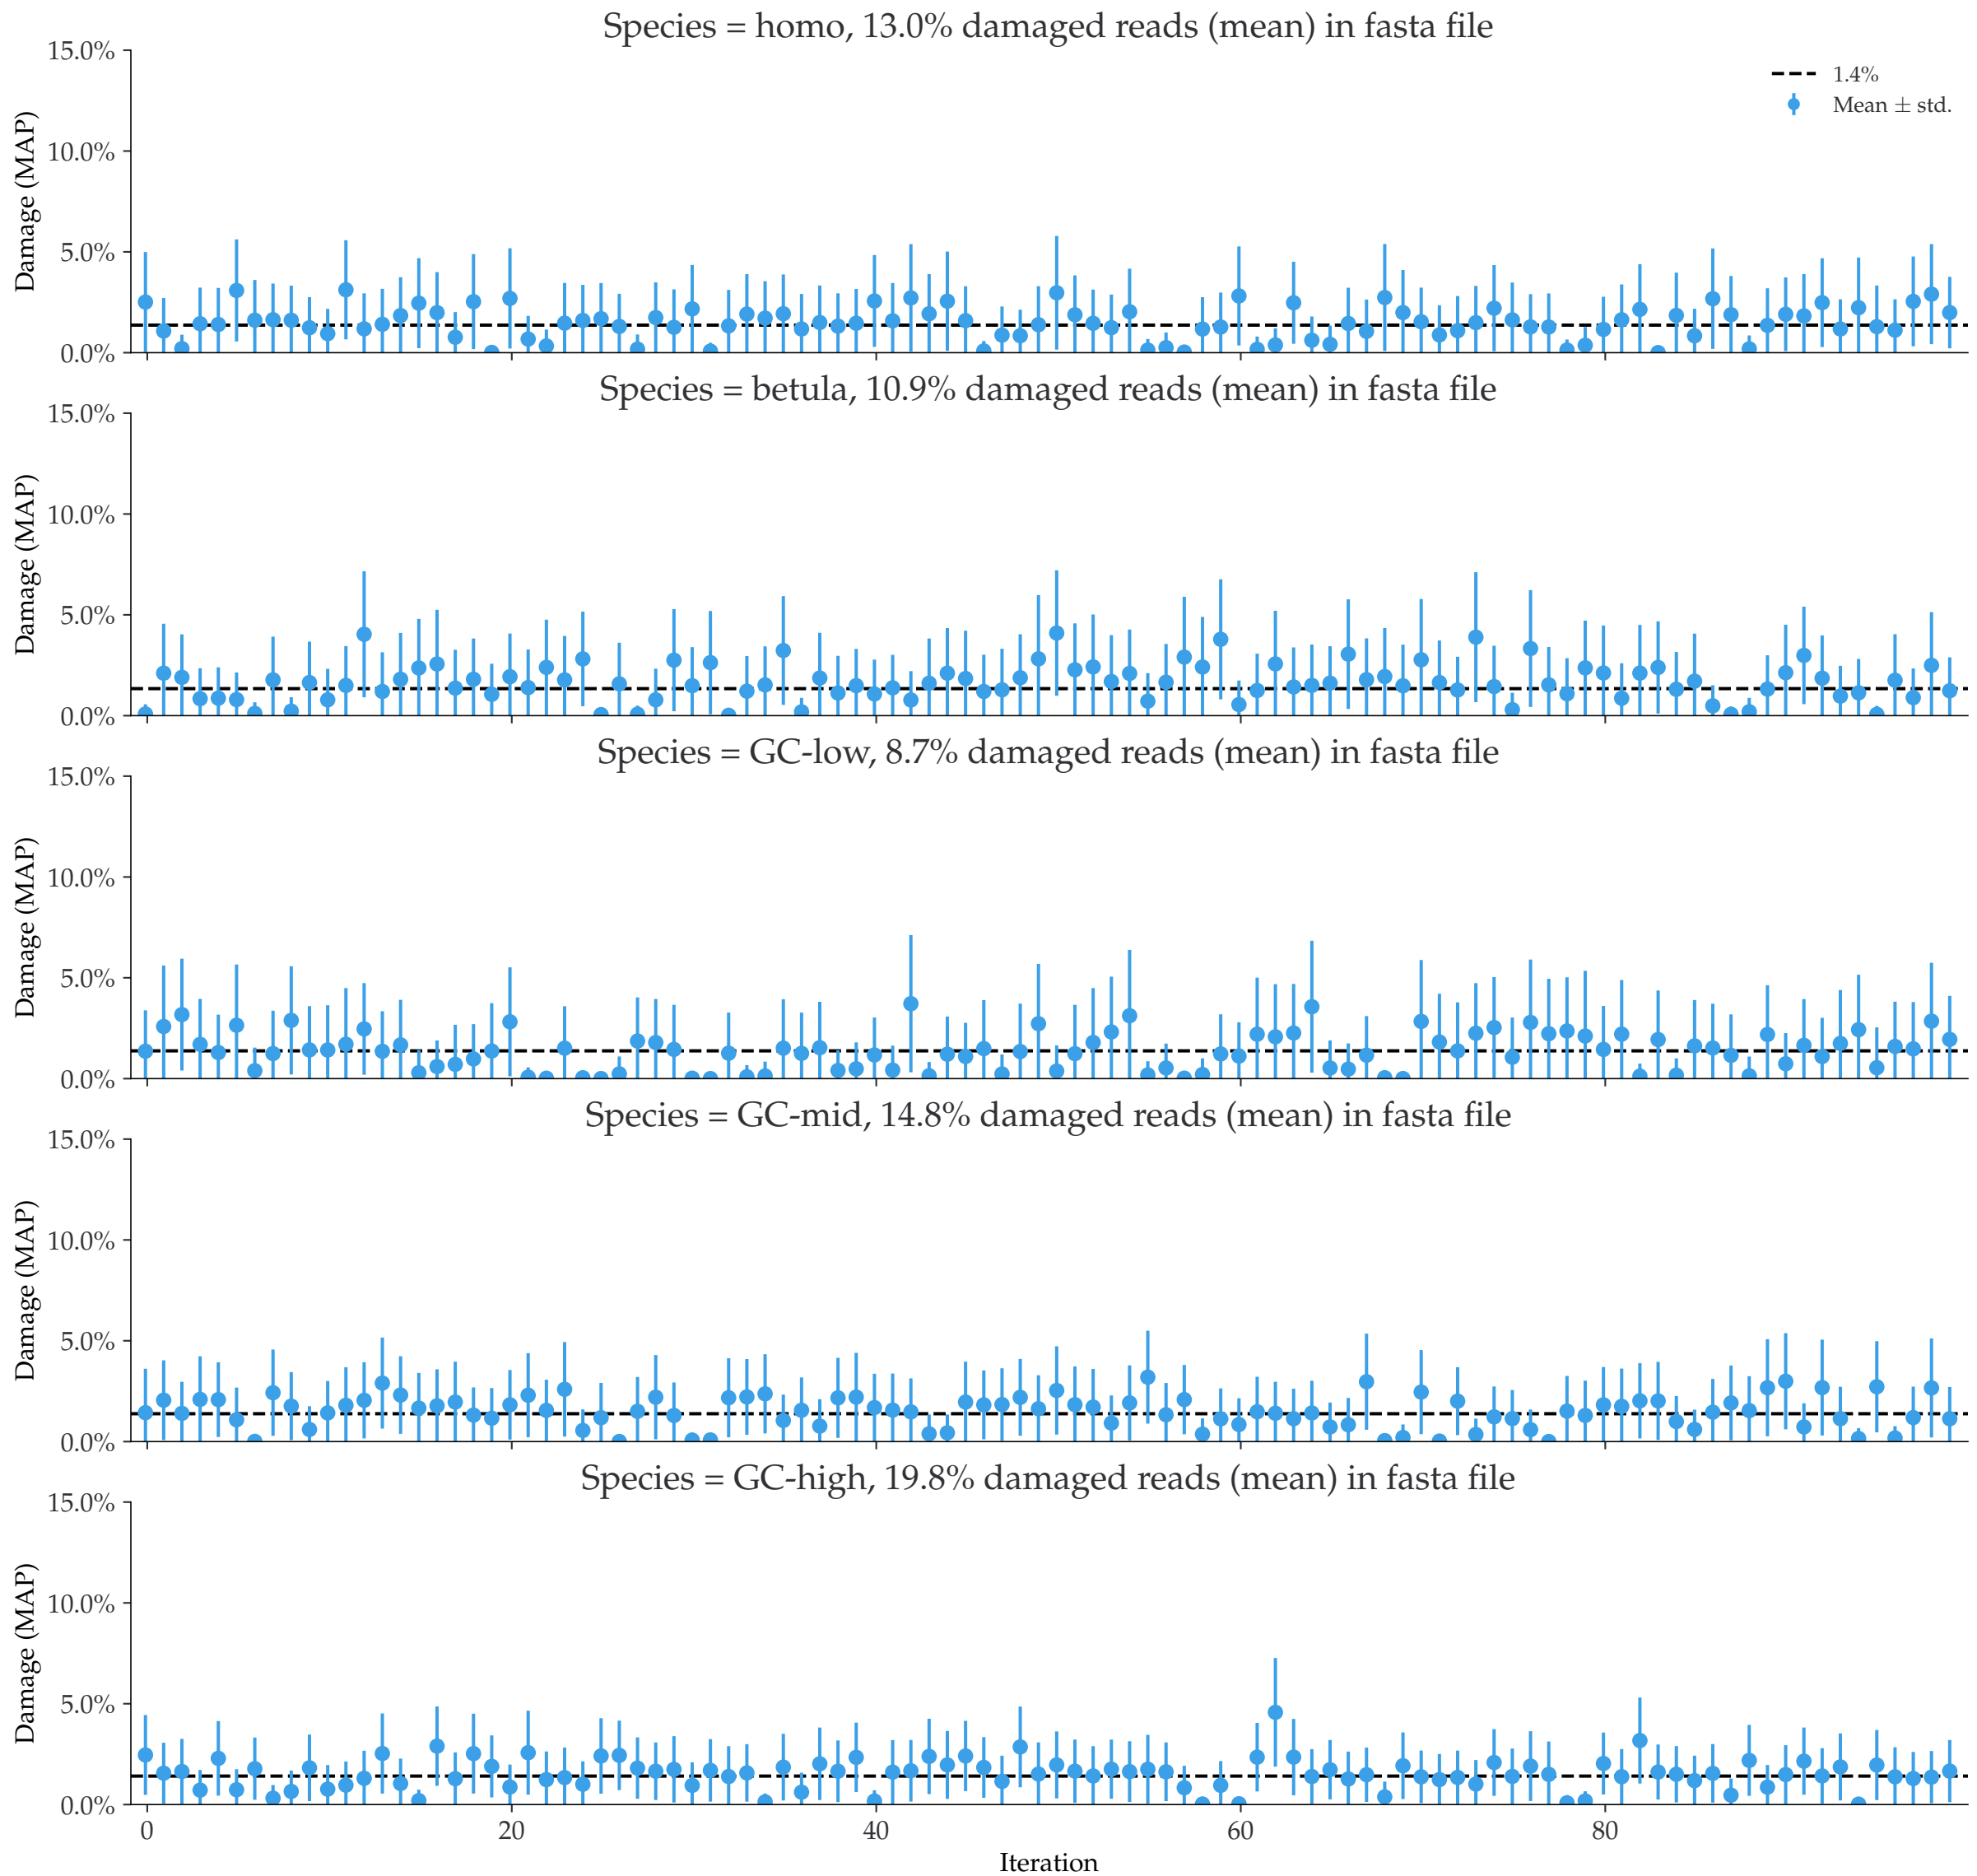 Species = homo, 13.0% damaged reads (mean) in fasta file
15.0%
10.0%
5.0%
0.0%
Damage (MAP)
1.4%
Mean ± std.
Species = betula, 10.9% damaged reads (mean) in fasta file
15.0%
10.0%
5.0%
0.0%
Damage (MAP)
Species = GC-low, 8.7% damaged reads (mean) in fasta file
15.0%
10.0%
5.0%
0.0%
Damage (MAP)
Species = GC-mid, 14.8% damaged reads (mean) in fasta file
15.0%
10.0%
5.0%
0.0%
Damage (MAP)
Species = GC-high, 19.8% damaged reads (mean) in fasta file
15.0%
10.0%
5.0%
0.0%
Damage (MAP)
0 20 40 60 80
Iteration